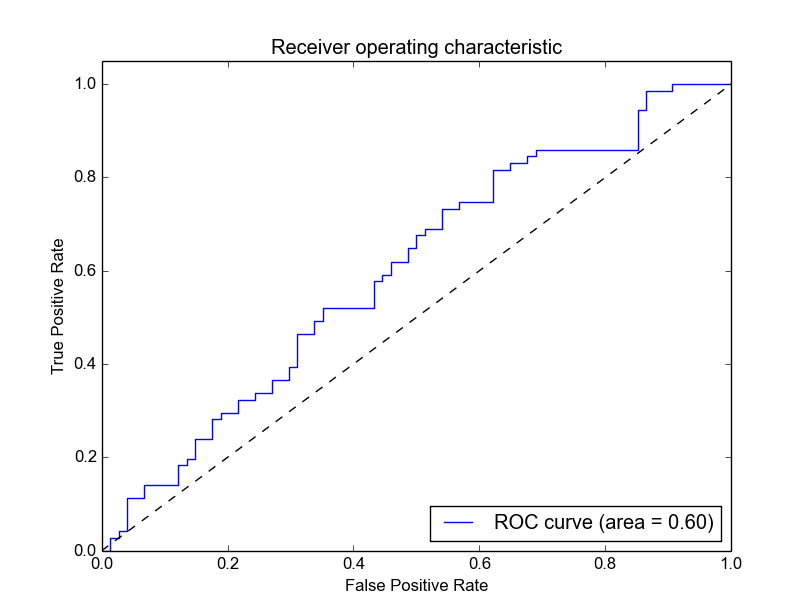 Receiver operating characteristic
True Positive Rate
1.0
0.8
0.6
0.4
0.2
0.0
ROC curve (area = 0.60)
0.0 0.2 0.4 0.6 0.8 1.0
False Positive Rate